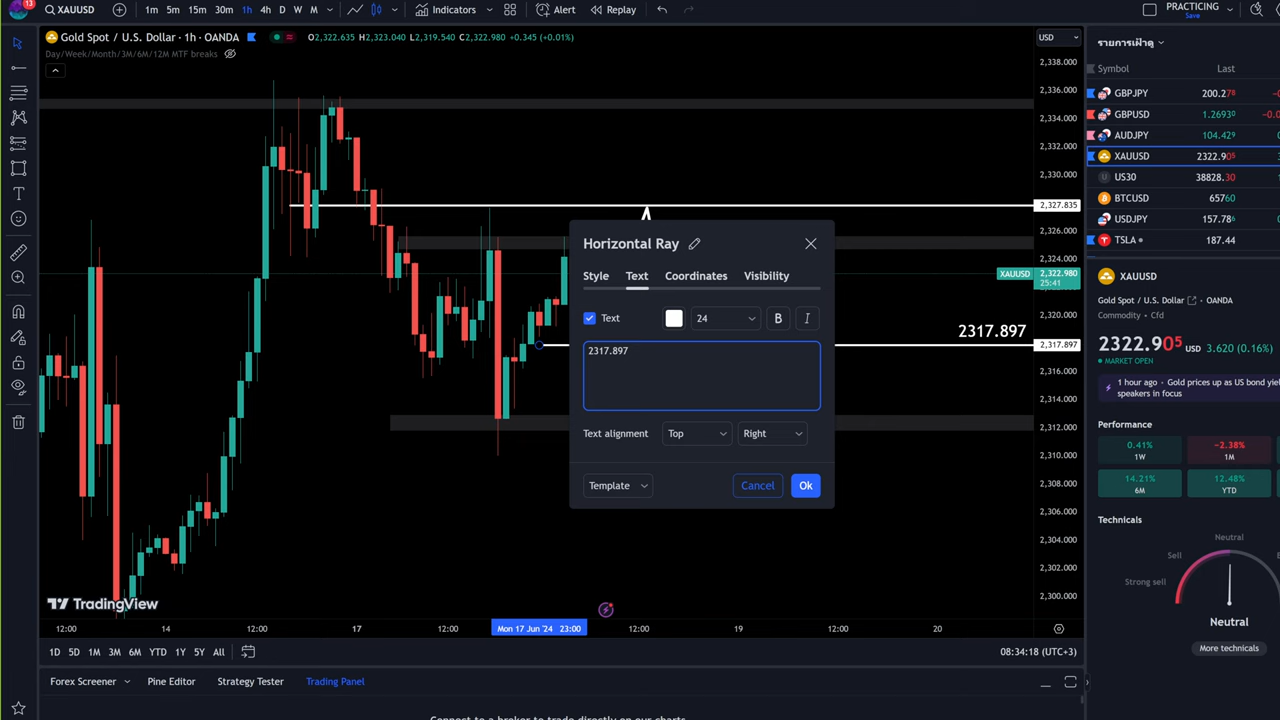 13
XAUUSD
1m 5m 15m 30m 1h 4h D W M
Indicators
Alert
Replay
PRACTICING
Save
Gold Spot / U.S. Dollar · 1h · OANDA
O2,322.635 H2,323.040 L2,319.540 C2,322.980 +0.345 (+0.01%)
Day/Week/Month/3M/6M/12M MTF breaks
USD
2,338.000
2,336.000
2,334.000
2,332.000
2,330.000
2,327.835
2,326.000
2,324.000
XAUUSD
2,322.980
25:41
2,320.000
2317.897
2,317.897
2,316.000
2,314.000
2,312.000
2,310.000
2,308.000
2,306.000
2,304.000
2,302.000
2,300.000
Horizontal Ray
Style Text Coordinates Visibility
Text
24
B
I
2317.897
Text alignment
Top
Right
Template
Cancel
Ok
TradingView
12:00 14 12:00 17 12:00 Mon 17 Jun '24 23:00 12:00 19 12:00 20
1D 5D 1M 3M 6M YTD 1Y 5Y All
08:34:18 (UTC+3)
Forex Screener
Pine Editor
Strategy Tester
Trading Panel
Connect to a broker to trade directly on our charts
รายการเฝ้าดู
Symbol Last
GBPJPY 200.278
GBPUSD 1.26930
AUDJPY 104.429
XAUUSD 2322.905
US30 38828.30
BTCUSD 65760
USDJPY 157.786
TSLA 187.44
XAUUSD
Gold Spot / U.S. Dollar OANDA
Commodity • Cfd
2322.905 USD 3.620 (0.16%)
MARKET OPEN
1 hour ago · Gold prices up as US bond
speakers in focus
Performance
0.41%
1W
−2.38%
1M
14.21%
6M
12.48%
YTD
Technicals
Neutral
Sell
Strong sell
Neutral
More technicals